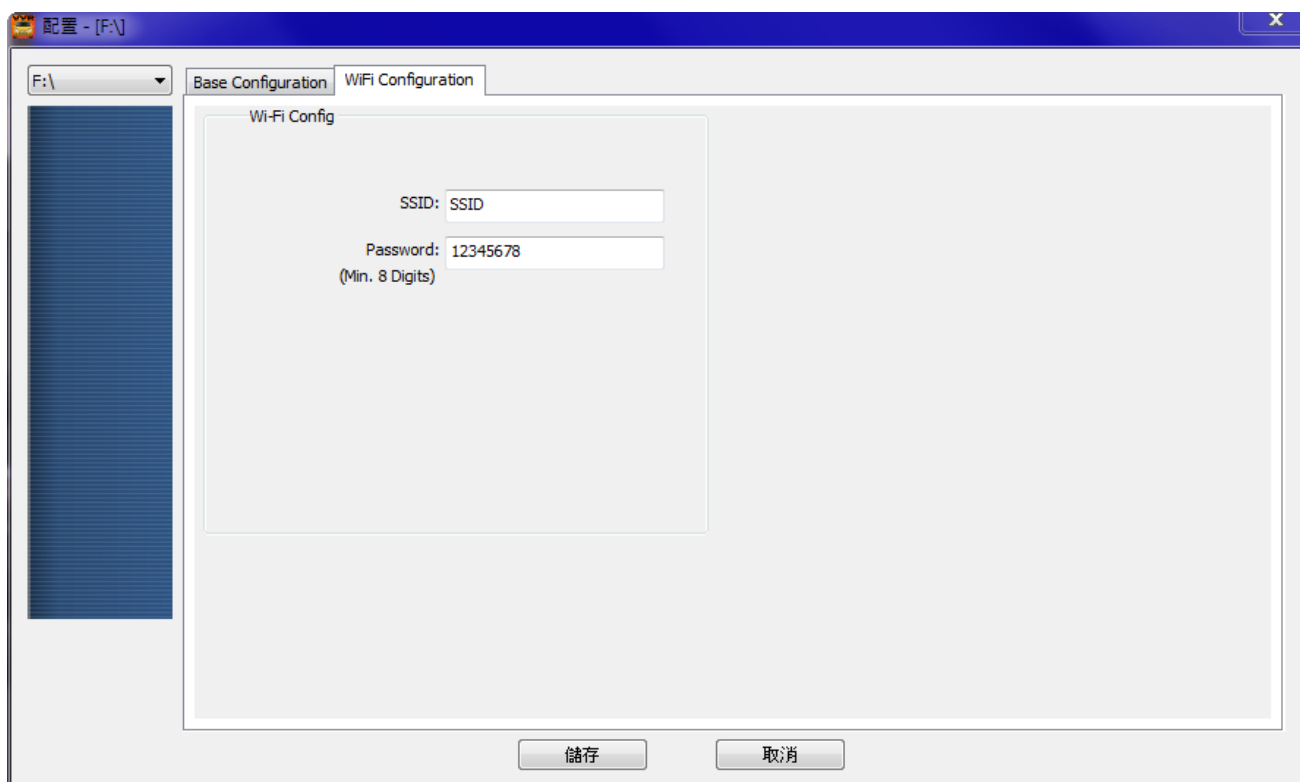 配置 - [F:\]
F:\
Base Configuration
WiFi Configuration
Wi-Fi Config
SSID: SSID
Password: 12345678
(Min. 8 Digits)
儲存
取消